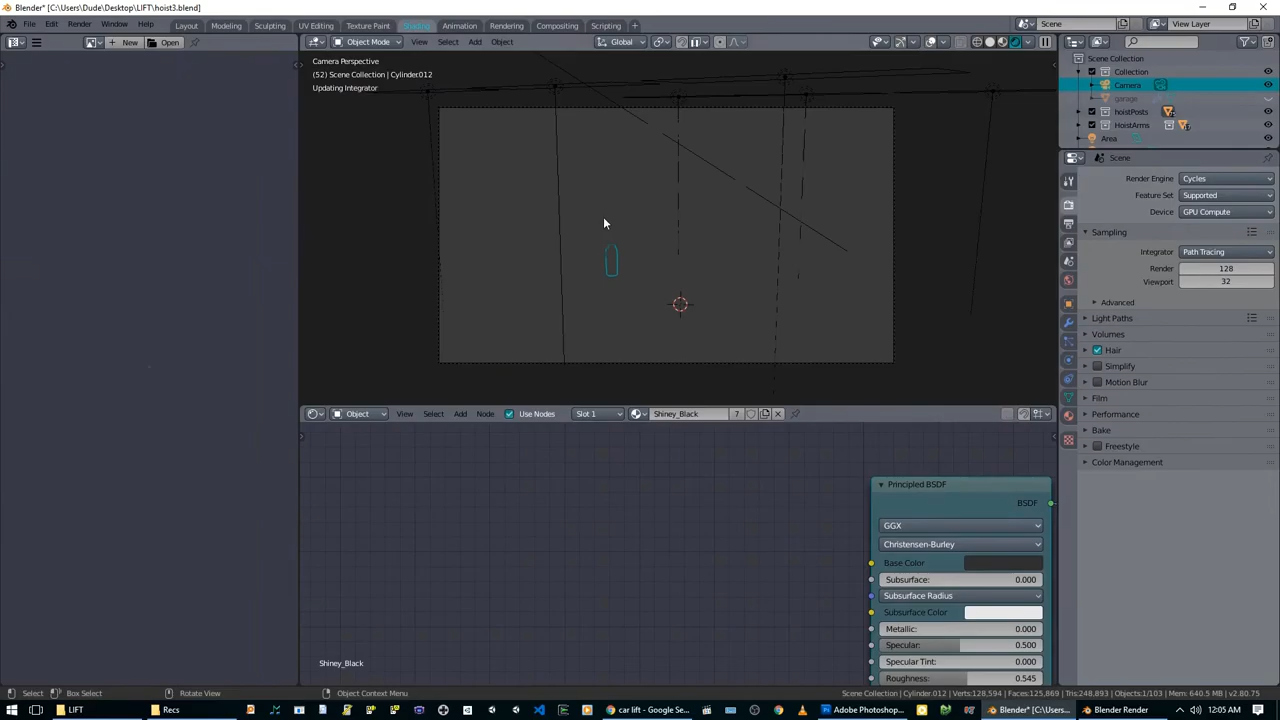 Blender* [C:\Users\Dude\Desktop\LIFT\hoist3.blend]
File Edit Render Window Help Layout Modeling Sculpting UV Editing Texture Paint Shading Animation Rendering Compositing Scripting + Scene View Layer
New Open Object Mode View Select Add Object Global
Camera Perspective
(52) Scene Collection | Cylinder.012
Updating Integrator
Scene Collection
Collection
Camera
garage
hoistPosts
HoistArms
Area
Scene
Render Engine Cycles
Feature Set Supported
Device GPU Compute
Sampling
Integrator Path Tracing
Render 128
Viewport 32
Advanced
Light Paths
Volumes
Hair
Simplify
Motion Blur
Film
Performance
Bake
Freestyle
Color Management
Object View Select Add Node Use Nodes Slot 1 Shiney_Black 7
Principled BSDF
BSDF
GGX
Christensen-Burley
Base Color
Subsurface: 0.000
Subsurface Radius
Subsurface Color
Metallic: 0.000
Specular: 0.500
Specular Tint: 0.000
Roughness: 0.545
Shiney_Black
Select Box Select Rotate View Object Context Menu Scene Collection | Cylinder.012 | Verts:128,594 | Faces:125,869 | Tris:248,893 | Objects:1/103 | Mem: 640.5 MB | v2.80.75
LIFT Recs car lift - Google Se... Adobe Photoshop... Blender* [C:\Users... Blender Render 12:05 AM